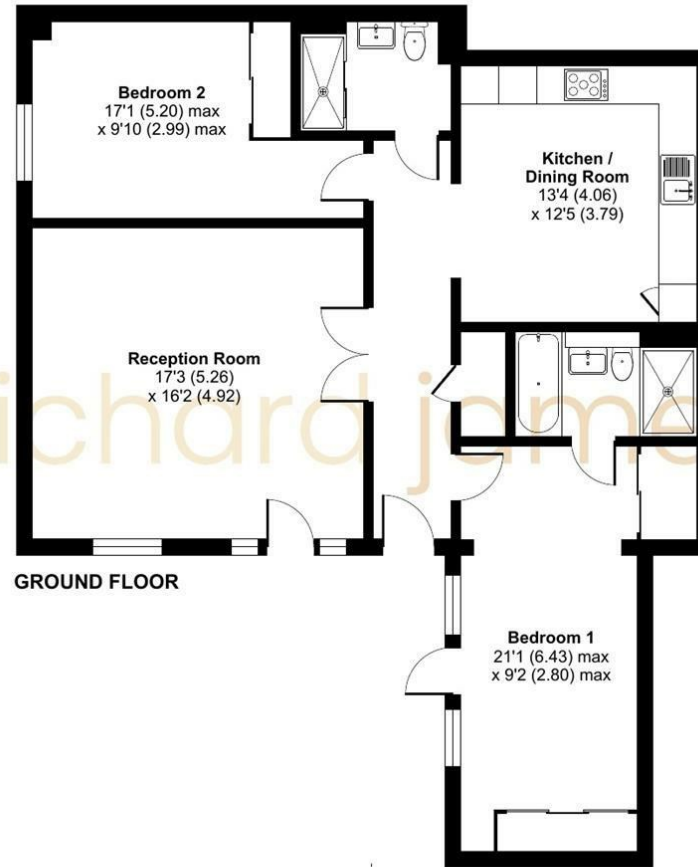 Bedroom 2
17'1 (5.20) max
x 9'10 (2.99) max
Kitchen /
Dining Room
13'4 (4.06)
x 12'5 (3.79)
Reception Room
17'3 (5.26)
x 16'2 (4.92)
ichard jame
GROUND FLOOR
Bedroom 1
21'1 (6.43) max
x 9'2 (2.80) max